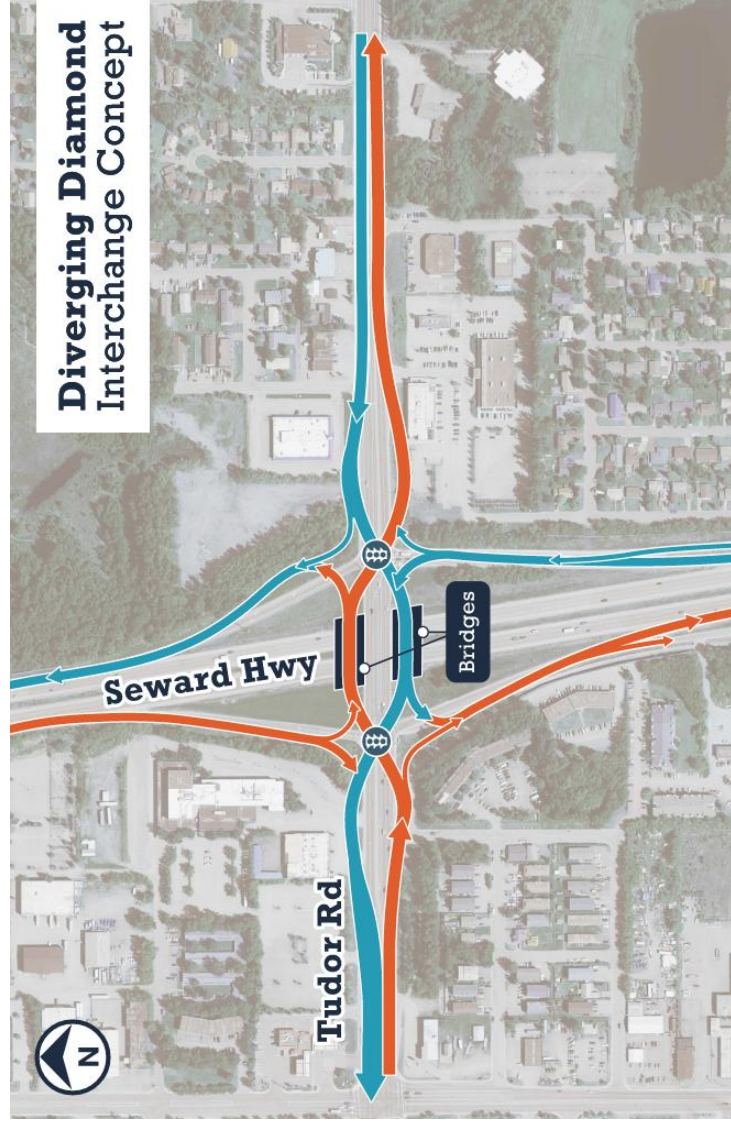 Diverging Diamond
Interchange Concept
Seward Hwy
Bridges
Tudor Rd
N